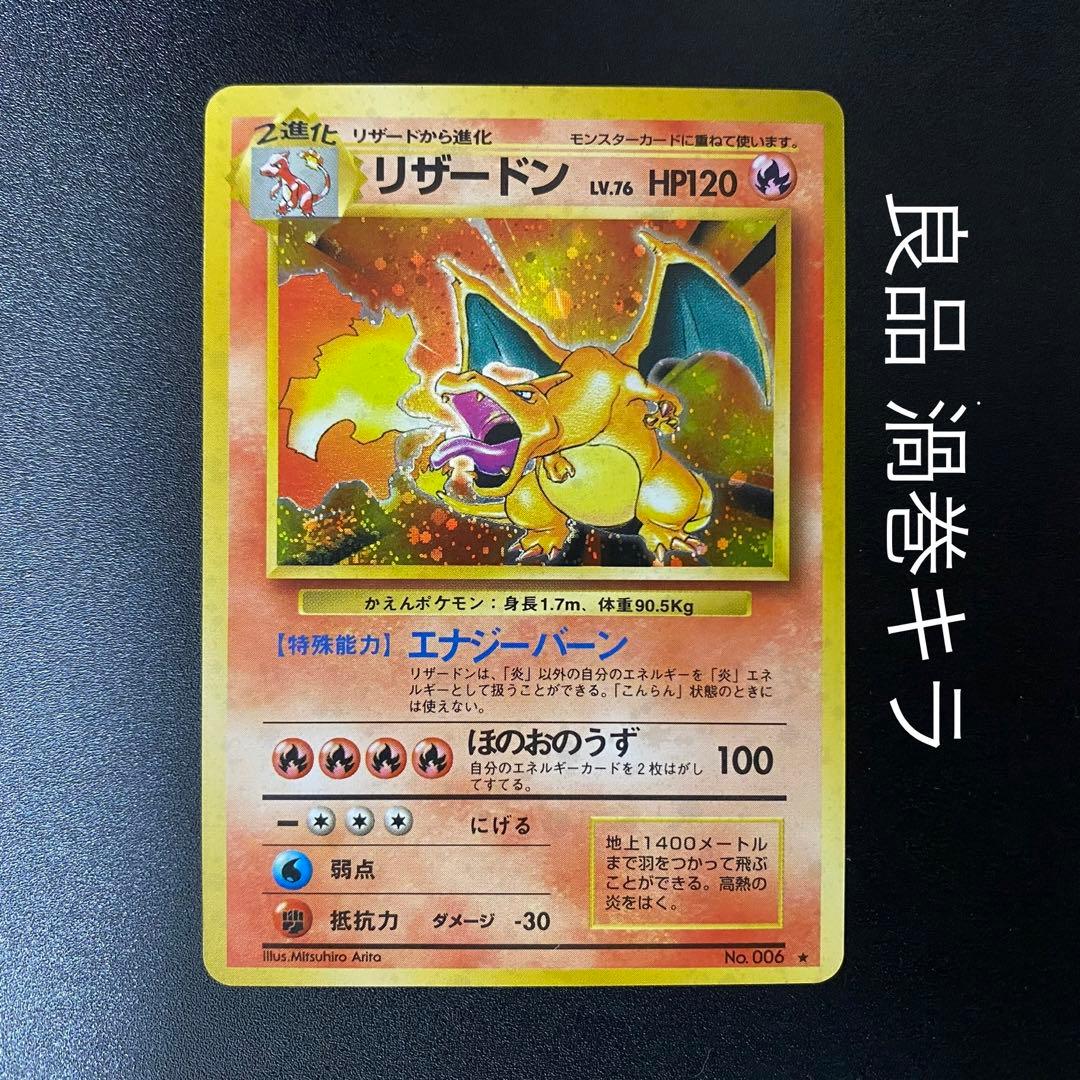 2進化 リザードから進化 モンスターカードに重ねて使います。
リザードン LV.76 HP120
かえんポケモン：身長1.7m、体重90.5Kg
【特殊能力】エナジーバーン
リザードンは、「炎」以外の自分のエネルギーを「炎」エネ
ルギーとして扱うことができる。「こんらん」状態のときに
は使えない。
ほのおのうず 100
自分のエネルギーカードを２枚はがし
てすてる。
ー にげる
弱点
抵抗力 ダメージ -30
地上1400メートル
まで羽をつかって飛ぶ
ことができる。高熱の
炎をはく。
Illus.Mitsuhiro Arita No.006 ★
良品 渦巻キラ